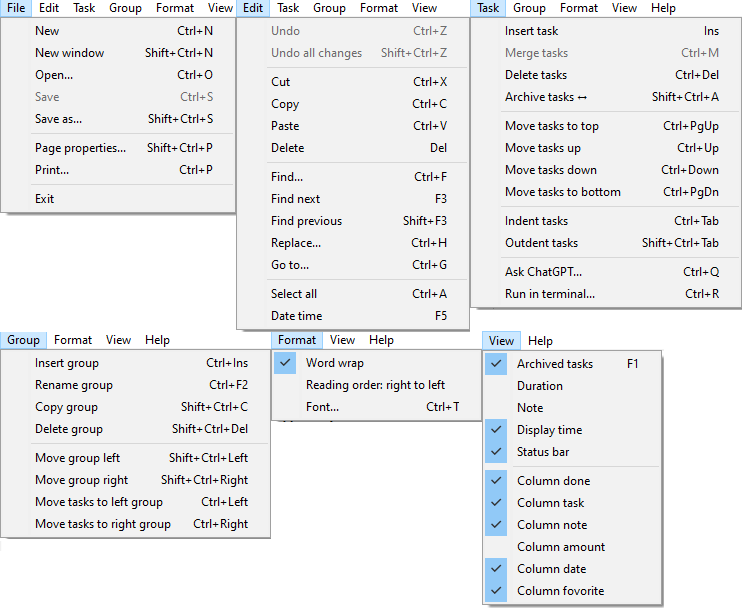 File Edit Task Group Format View
New Ctrl+N
New window Shift+Ctrl+N
Open... Ctrl+O
Save Ctrl+S
Save as... Shift+Ctrl+S
Page properties... Shift+Ctrl+P
Print... Ctrl+P
Exit
Edit Task Group Format View
Undo Ctrl+Z
Undo all changes Shift+Ctrl+Z
Cut Ctrl+X
Copy Ctrl+C
Paste Ctrl+V
Delete Del
Find... Ctrl+F
Find next F3
Find previous Shift+F3
Replace... Ctrl+H
Go to... Ctrl+G
Select all Ctrl+A
Date time F5
Task Group Format View Help
Insert task Ins
Merge tasks Ctrl+M
Delete tasks Ctrl+Del
Archive tasks ↔ Shift+Ctrl+A
Move tasks to top Ctrl+PgUp
Move tasks up Ctrl+Up
Move tasks down Ctrl+Down
Move tasks to bottom Ctrl+PgDn
Indent tasks Ctrl+Tab
Outdent tasks Shift+Ctrl+Tab
Ask ChatGPT... Ctrl+Q
Run in terminal... Ctrl+R
Group Format View Help
Insert group Ctrl+Ins
Rename group Ctrl+F2
Copy group Shift+Ctrl+C
Delete group Shift+Ctrl+Del
Move group left Shift+Ctrl+Left
Move group right Shift+Ctrl+Right
Move tasks to left group Ctrl+Left
Move tasks to right group Ctrl+Right
Format View Help
Word wrap
Reading order: right to left
Font... Ctrl+T
View Help
Archived tasks F1
Duration
Note
Display time
Status bar
Column done
Column task
Column note
Column amount
Column date
Column fovorite